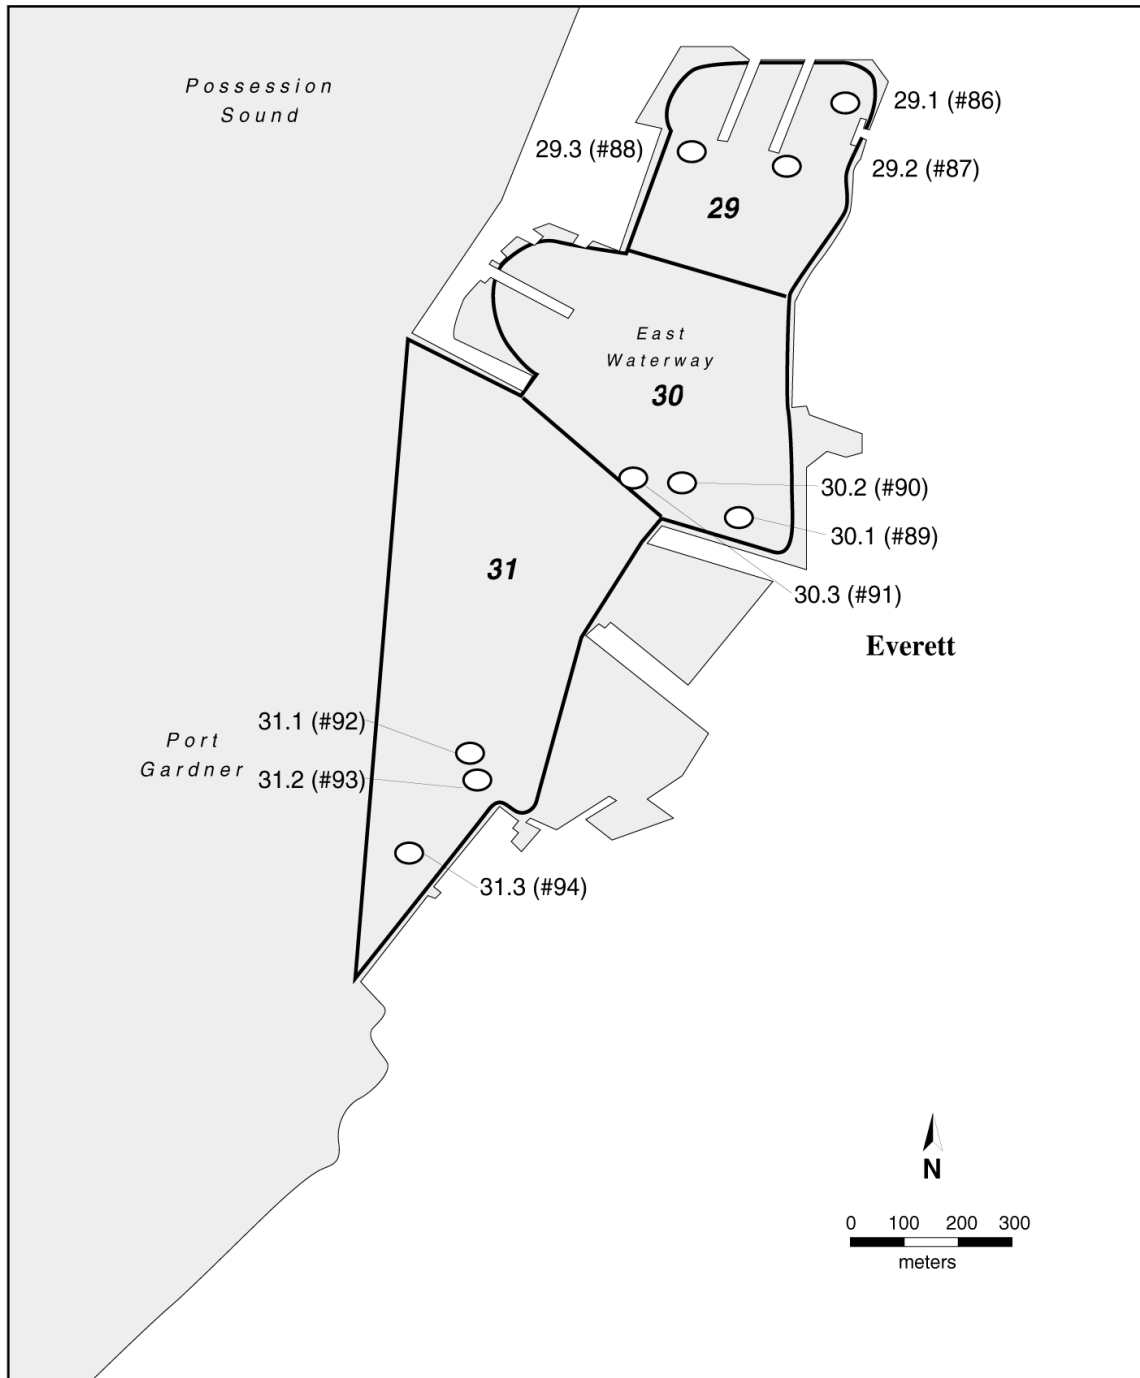 Possession
Sound
29.1 (#86)
29.3 (#88)
29.2 (#87)
29
East
Waterway
30
30.2 (#90)
30.1 (#89)
31
30.3 (#91)
Everett
31.1 (#92)
Port
Gardner
31.2 (#93)
31.3 (#94)
N
0 100 200 300
meters